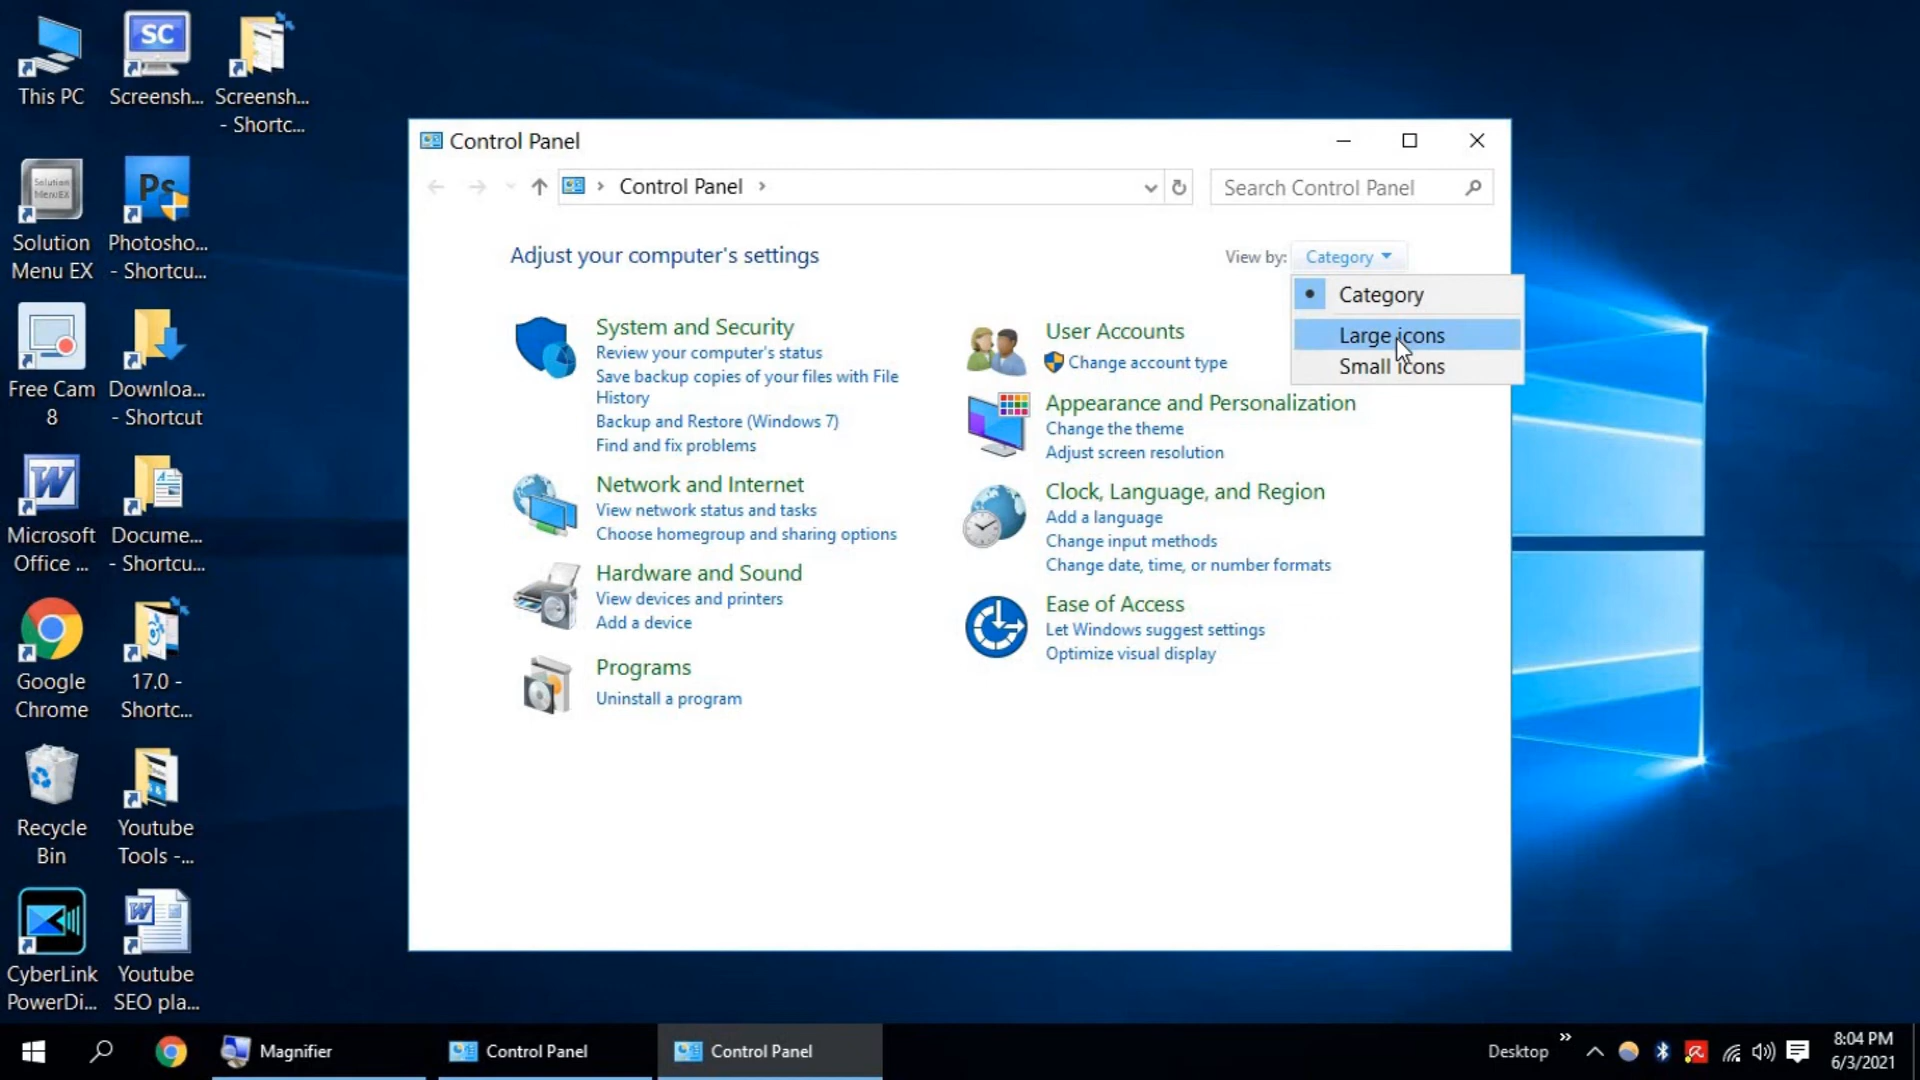 This PC
SC
Screensh...
Screensh...
- Shortc...
Solution
MenuEX
Solution
Menu EX
Ps
Photosho...
- Shortcu...
Free Cam
8
Downloa...
- Shortcut
W
Microsoft
Office ...
Docume...
- Shortcu...
Google
Chrome
17.0 -
Shortc...
Recycle
Bin
Youtube
Tools -...
CyberLink
PowerDi...
W
Youtube
SEO pla...
Control Panel
Control Panel
Search Control Panel
Adjust your computer's settings
View by:
Category
Category
Large icons
Small icons
System and Security
Review your computer's status
Save backup copies of your files with File
History
Backup and Restore (Windows 7)
Find and fix problems
Network and Internet
View network status and tasks
Choose homegroup and sharing options
Hardware and Sound
View devices and printers
Add a device
Programs
Uninstall a program
User Accounts
Change account type
Appearance and Personalization
Change the theme
Adjust screen resolution
Clock, Language, and Region
Add a language
Change input methods
Change date, time, or number formats
Ease of Access
Let Windows suggest settings
Optimize visual display
Magnifier
Control Panel
Control Panel
Desktop
8:04 PM
6/3/2021